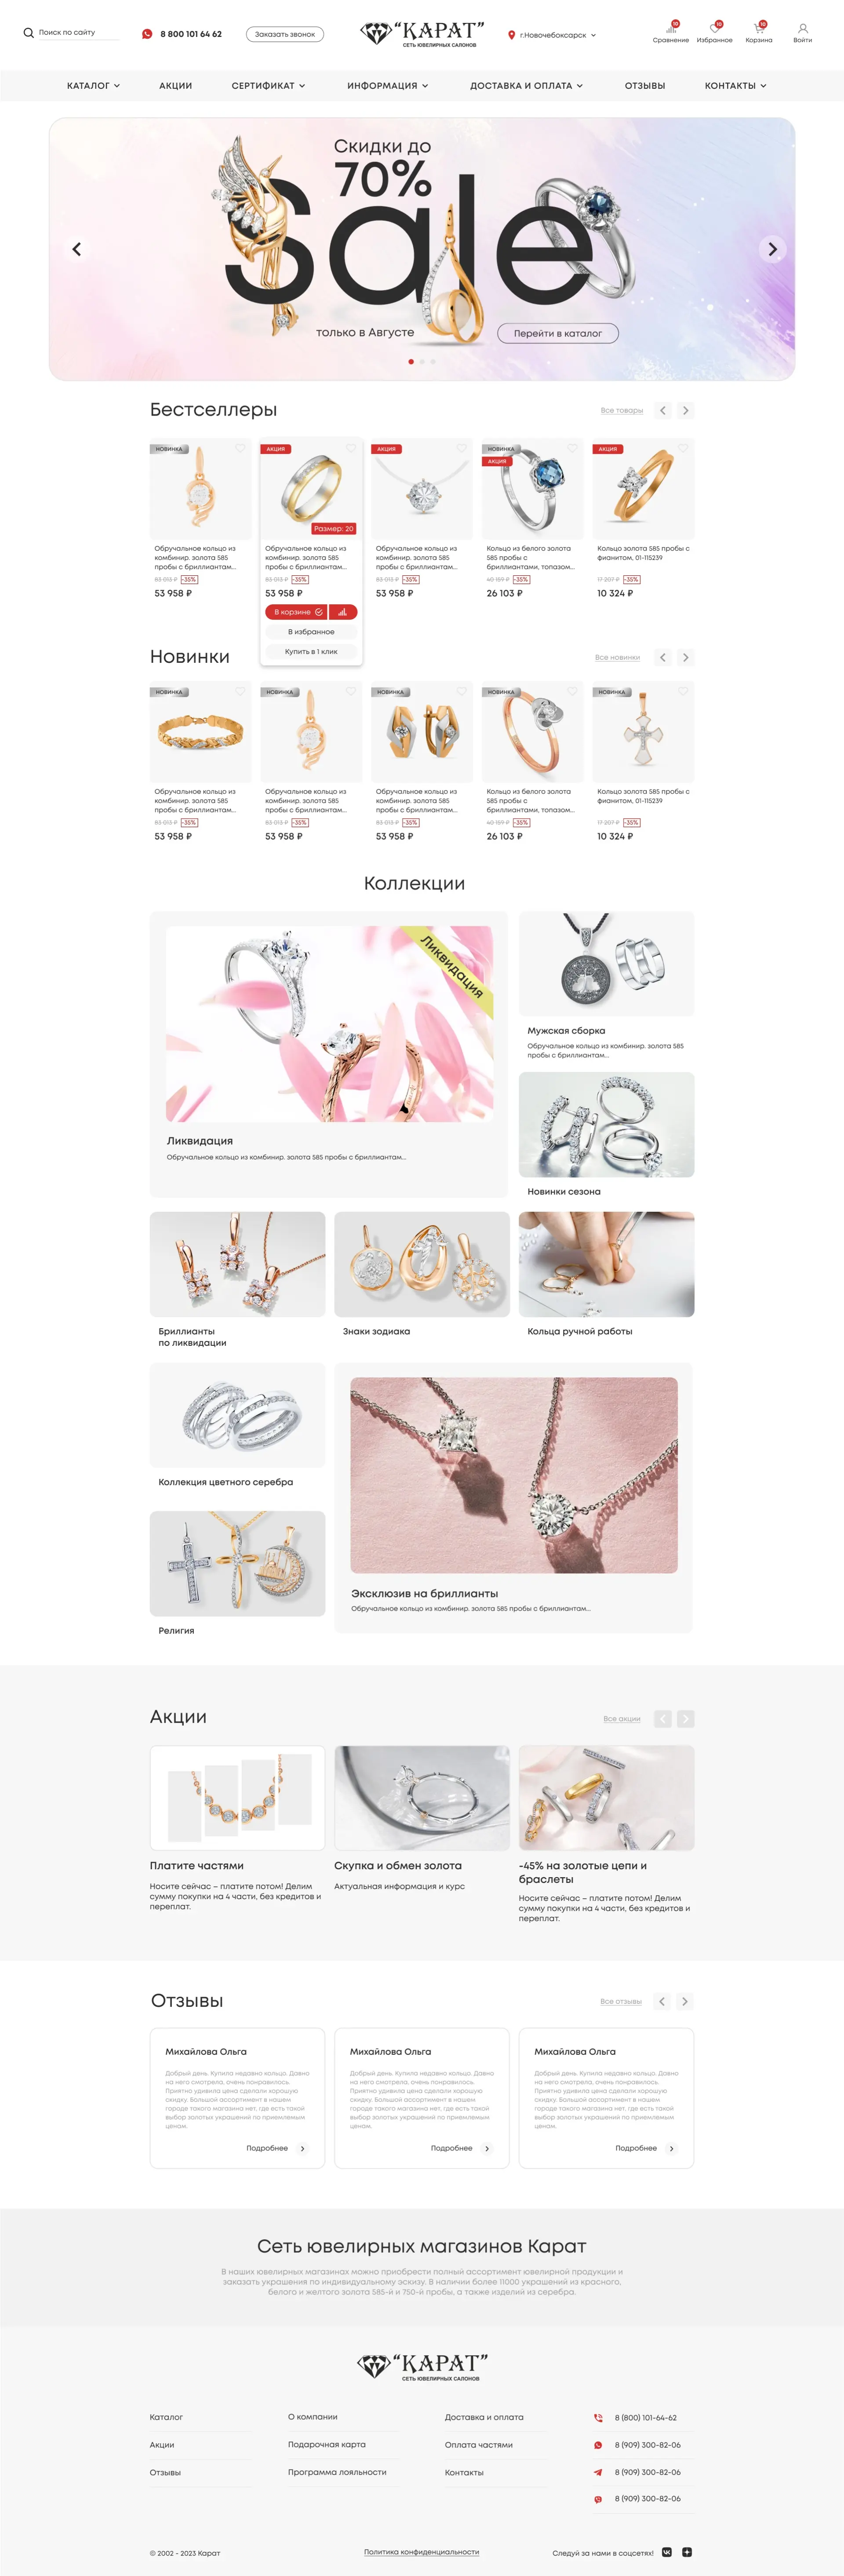 Поиск по сайту
8 800 101 64 62
Заказать звонок
"КАРАТ"
СЕТЬ ЮВЕЛИРНЫХ САЛОНОВ
г.Новочебоксарск
10
10
10
Сравнение
Избранное
Корзина
Войти
КАТАЛОГ
АКЦИИ
СЕРТИФИКАТ
ИНФОРМАЦИЯ
ДОСТАВКА И ОПЛАТА
ОТЗЫВЫ
КОНТАКТЫ
Скидки до
70%
Sale
только в Августе
Перейти в каталог
Бестселлеры
Все товары
НОВИНКА
Обручальное кольцо из
комбинир. золота 585
пробы с бриллиантам...
83 013 ₽ -35%
53 958 ₽
АКЦИЯ
Размер: 20
Обручальное кольцо из
комбинир. золота 585
пробы с бриллиантам...
83 013 ₽ -35%
53 958 ₽
В корзине
В избранное
Купить в 1 клик
АКЦИЯ
Обручальное кольцо из
комбинир. золота 585
пробы с бриллиантам...
83 013 ₽ -35%
53 958 ₽
НОВИНКА
АКЦИЯ
Кольцо из белого золота
585 пробы с
бриллиантами, топазом...
40 159 ₽ -35%
26 103 ₽
АКЦИЯ
Кольцо золота 585 пробы с
фианитом, 01-115239
17 207 ₽ -35%
10 324 ₽
Новинки
Все новинки
НОВИНКА
Обручальное кольцо из
комбинир. золота 585
пробы с бриллиантам...
83 013 ₽ -35%
53 958 ₽
НОВИНКА
Обручальное кольцо из
комбинир. золота 585
пробы с бриллиантам...
83 013 ₽ -35%
53 958 ₽
НОВИНКА
Обручальное кольцо из
комбинир. золота 585
пробы с бриллиантам...
83 013 ₽ -35%
53 958 ₽
НОВИНКА
Кольцо из белого золота
585 пробы с
бриллиантами, топазом...
40 159 ₽ -35%
26 103 ₽
НОВИНКА
Кольцо золота 585 пробы с
фианитом, 01-115239
17 207 ₽ -35%
10 324 ₽
Коллекции
Ликвидация
Ликвидация
Обручальное кольцо из комбинир. золота 585 пробы с бриллиантам...
Мужская сборка
Обручальное кольцо из комбинир. золота 585
пробы с бриллиантам...
Новинки сезона
Бриллианты
по ликвидации
Знаки зодиака
Кольца ручной работы
Коллекция цветного серебра
Религия
Эксклюзив на бриллианты
Обручальное кольцо из комбинир. золота 585 пробы с бриллиантам...
Акции
Все акции
Платите частями
Носите сейчас – платите потом! Делим
сумму покупки на 4 части, без кредитов и
переплат.
Скупка и обмен золота
Актуальная информация и курс
-45% на золотые цепи и
браслеты
Носите сейчас – платите потом! Делим
сумму покупки на 4 части, без кредитов и
переплат.
Отзывы
Все отзывы
Михайлова Ольга
Добрый день. Купила недавно кольцо. Давно
на него смотрела, очень понравилось.
Приятно удивила цена сделали хорошую
скидку. Большой ассортимент в нашем
городе такого магазина нет, где есть такой
выбор золотых украшений по приемлемым
ценам.
Подробнее
Михайлова Ольга
Добрый день. Купила недавно кольцо. Давно
на него смотрела, очень понравилось.
Приятно удивила цена сделали хорошую
скидку. Большой ассортимент в нашем
городе такого магазина нет, где есть такой
выбор золотых украшений по приемлемым
ценам.
Подробнее
Михайлова Ольга
Добрый день. Купила недавно кольцо. Давно
на него смотрела, очень понравилось.
Приятно удивила цена сделали хорошую
скидку. Большой ассортимент в нашем
городе такого магазина нет, где есть такой
выбор золотых украшений по приемлемым
ценам.
Подробнее
Сеть ювелирных магазинов Карат
В наших ювелирных магазинах можно приобрести полный ассортимент ювелирной продукции и
заказать украшения по индивидуальному эскизу. В наличии более 11000 украшений из красного,
белого и желтого золота 585-й и 750-й пробы, а также изделий из серебра.
"КАРАТ"
СЕТЬ ЮВЕЛИРНЫХ САЛОНОВ
Каталог
Акции
Отзывы
О компании
Подарочная карта
Программа лояльности
Доставка и оплата
Оплата частями
Контакты
8 (800) 101-64-62
8 (909) 300-82-06
8 (909) 300-82-06
8 (909) 300-82-06
© 2002 - 2023 Карат
Политика конфиденциальности
Следуй за нами в соцсетях!